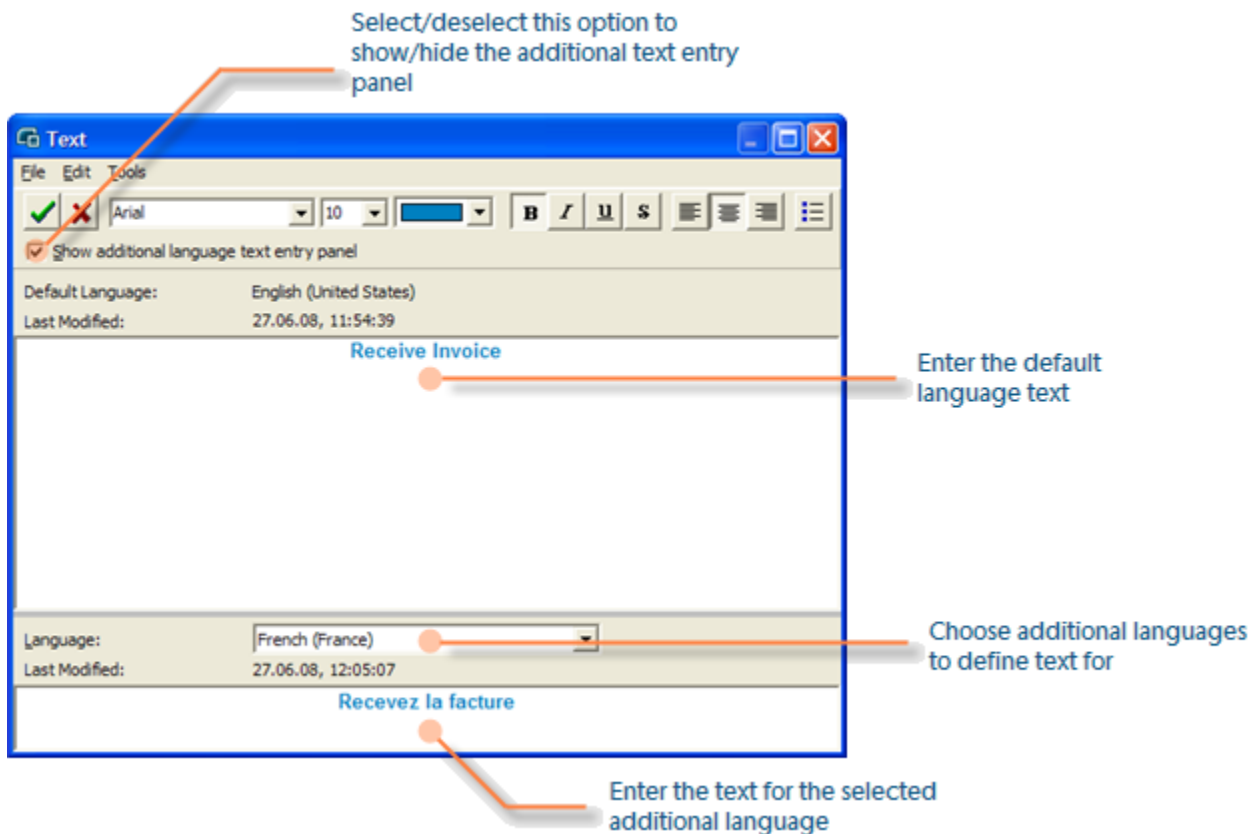 Select/deselect this option to
show/hide the additional text entry
panel
Text
File Edit Tools
Arial 10 B I U S
Show additional language text entry panel
Default Language: English (United States)
Last Modified: 27.06.08, 11:54:39
Receive Invoice
Enter the default
language text
Language: French (France)
Last Modified: 27.06.08, 12:05:07
Choose additional languages
to define text for
Recevez la facture
Enter the text for the selected
additional language